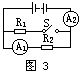 R₁ S A₂
A₁ R₂
图 3